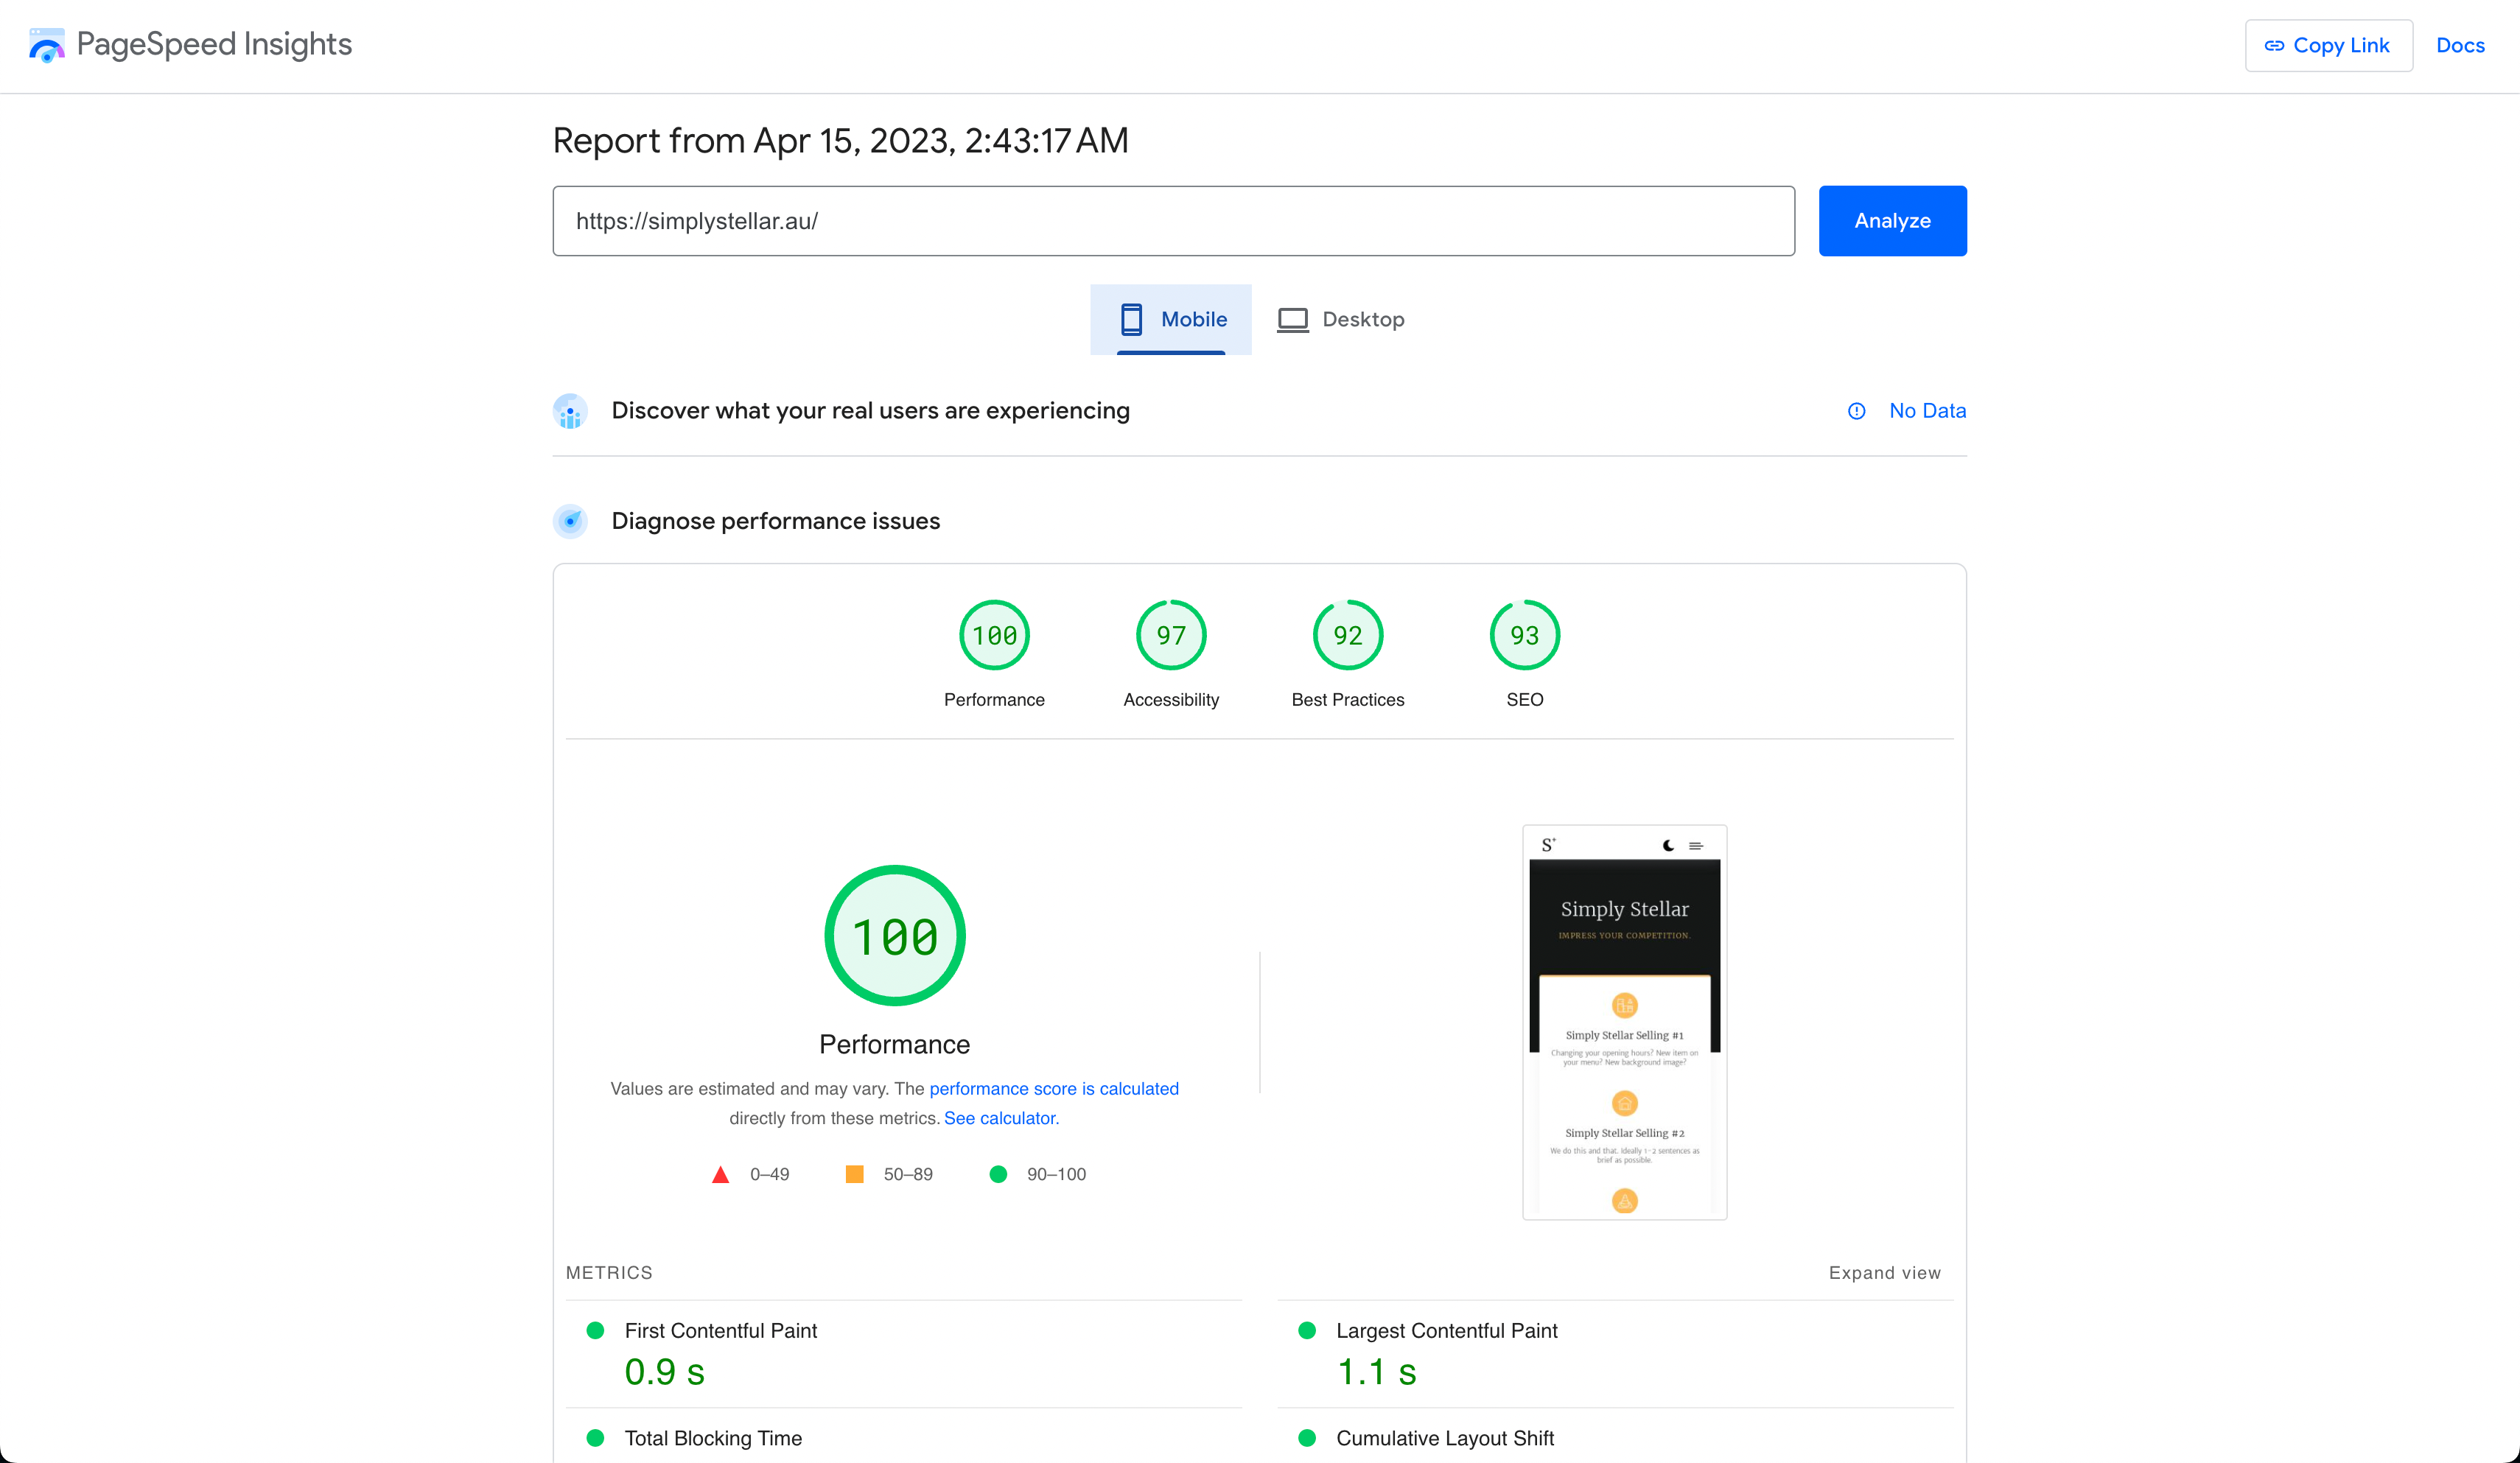 PageSpeed Insights
Copy Link
Docs
Report from Apr 15, 2023, 2:43:17 AM
https://simplystellar.au/
Analyze
Mobile
Desktop
Discover what your real users are experiencing
No Data
Diagnose performance issues
100
97
92
93
Performance
Accessibility
Best Practices
SEO
100
Performance
Values are estimated and may vary. The performance score is calculated
directly from these metrics. See calculator.
0–49
50–89
90–100
S*
Simply Stellar
IMPRESS YOUR COMPETITION.
Simply Stellar Selling #1
Changing your opening hours? New item on
your menu? New background image?
Simply Stellar Selling #2
We do this and that. Ideally 1-2 sentences as
brief as possible.
METRICS
Expand view
First Contentful Paint
0.9 s
Largest Contentful Paint
1.1 s
Total Blocking Time
Cumulative Layout Shift